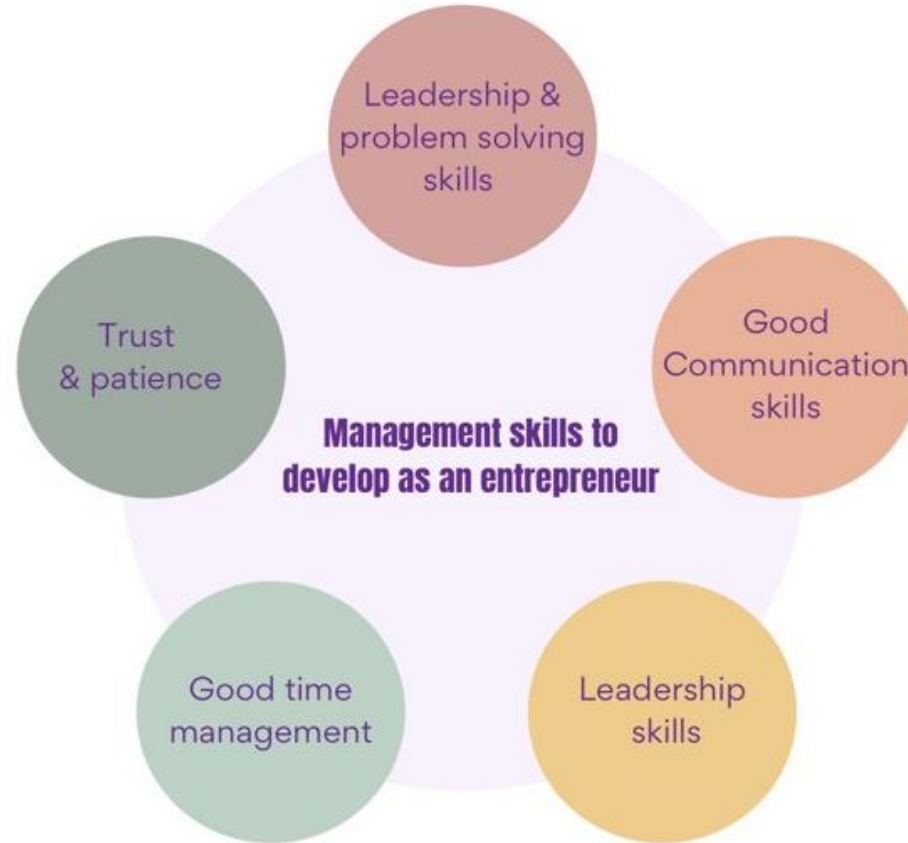 Leadership &
problem solving
skills
Good
Communication
skills
Trust
& patience
Management skills to
develop as an entrepreneur
Good time
management
Leadership
skills